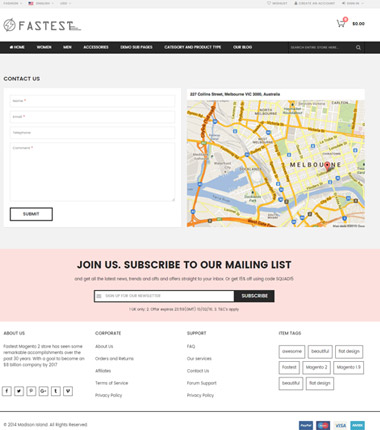 ENGLISH
USD
WISHLIST
CREATE AN ACCOUNT
SIGN IN
FASTEST
$0.00
HOME
WOMEN
MEN
ACCESSORIES
DEMO SUB PAGES
CATEGORY AND PRODUCT TYPE
OUR BLOG
SEARCH ENTIRE STORE HERE...
CONTACT US
Name *
Email *
Telephone
Comment *
SUBMIT
227 Collins Street, Melbourne VIC 3000, Australia
MELBOURNE
JOIN US. SUBSCRIBE TO OUR MAILING LIST
and get all the latest news, trends and offers straight to your inbox. Or get 15% off using code
SIGN UP FOR OUR NEWSLETTER
SUBSCRIBE
ABOUT US
Fastest Magento 2 store has seen some
remarkable accomplishments over the
past 30 years. With a goal to become an
$8 billion company by 2017
CORPORATE
About Us
Orders and Returns
Affiliates
Terms of Service
Privacy Policy
SUPPORT
FAQ
Our services
Contact Us
Forum Support
Privacy Policy
ITEM TAGS
awesome
beautiful
flat design
Fastest
Magento 2
Magento 1.9
beautiful
flat design
© 2014 Madison Island. All Rights Reserved.
PayPal
VISA